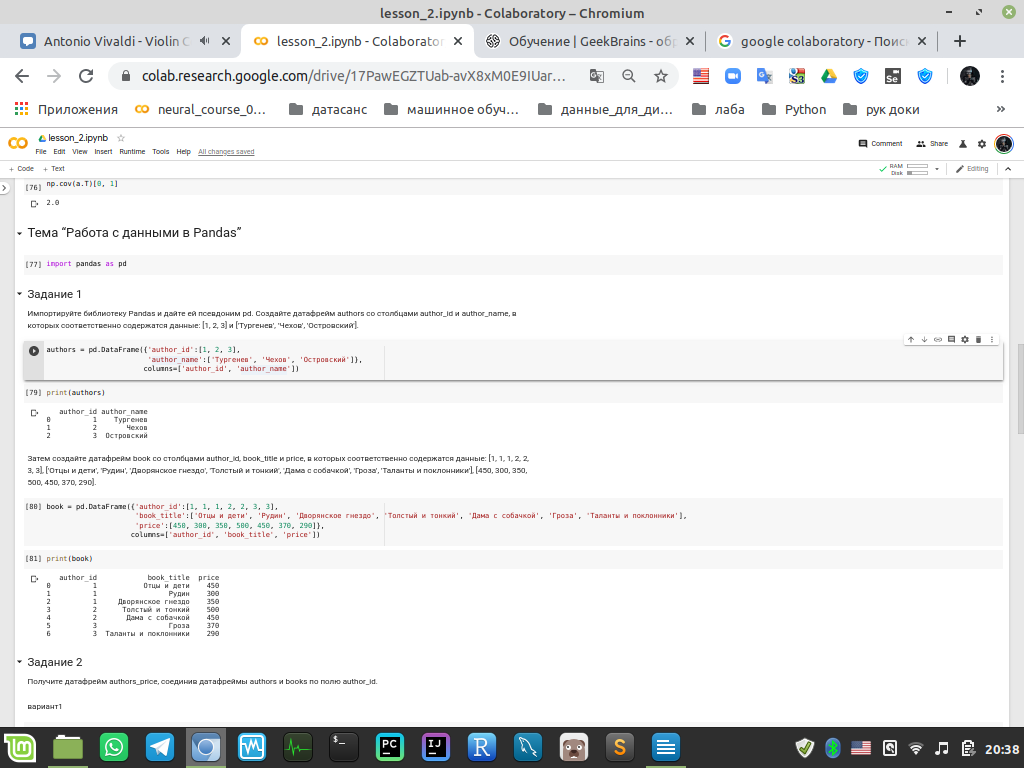 lesson_2.ipynb - Colaboratory – Chromium
Antonio Vivaldi - Violin C
lesson_2.ipynb - Colaborator
Обучение | GeekBrains - об
google colaboratory - Поис
colab.research.google.com/drive/17PawEGZTUab-avX8xM0E9IUar...
Приложения
neural_course_0...
датасанс
машинное обуч...
данные_для_ди...
лаба
Python
рук доки
lesson_2.ipynb
File Edit View Insert Runtime Tools Help All changes saved
Comment
Share
+ Code + Text
RAM
Disk
Editing
[76] np.cov(a.T)[0, 1]
2.0
Тема “Работа с данными в Pandas”
[77] import pandas as pd
Задание 1
Импортируйте библиотеку Pandas и дайте ей псевдоним pd. Создайте датафрейм authors со столбцами author_id и author_name, в
которых соответственно содержатся данные: [1, 2, 3] и ['Тургенев', 'Чехов', 'Островский'].
authors = pd.DataFrame({'author_id':[1, 2, 3],
'author_name':['Тургенев', 'Чехов', 'Островский']},
columns=['author_id', 'author_name'])
[79] print(authors)
author_id author_name
0 1 Тургенев
1 2 Чехов
2 3 Островский
Затем создайте датафрейм book со столбцами author_id, book_title и price, в которых соответственно содержатся данные: [1, 1, 1, 2, 2,
3, 3], ['Отцы и дети', 'Рудин', 'Дворянское гнездо', 'Толстый и тонкий', 'Дама с собачкой', 'Гроза', 'Таланты и поклонники'], [450, 300, 350,
500, 450, 370, 290].
[80] book = pd.DataFrame({'author_id':[1, 1, 1, 2, 2, 3, 3],
'book_title':['Отцы и дети', 'Рудин', 'Дворянское гнездо', 'Толстый и тонкий', 'Дама с собачкой', 'Гроза', 'Таланты и поклонники'],
'price':[450, 300, 350, 500, 450, 370, 290]},
columns=['author_id', 'book_title', 'price'])
[81] print(book)
author_id book_title price
0 1 Отцы и дети 450
1 1 Рудин 300
2 1 Дворянское гнездо 350
3 2 Толстый и тонкий 500
4 2 Дама с собачкой 450
5 3 Гроза 370
6 3 Таланты и поклонники 290
Задание 2
Получите датафрейм authors_price, соединив датафреймы authors и books по полю author_id.
вариант1
20:38